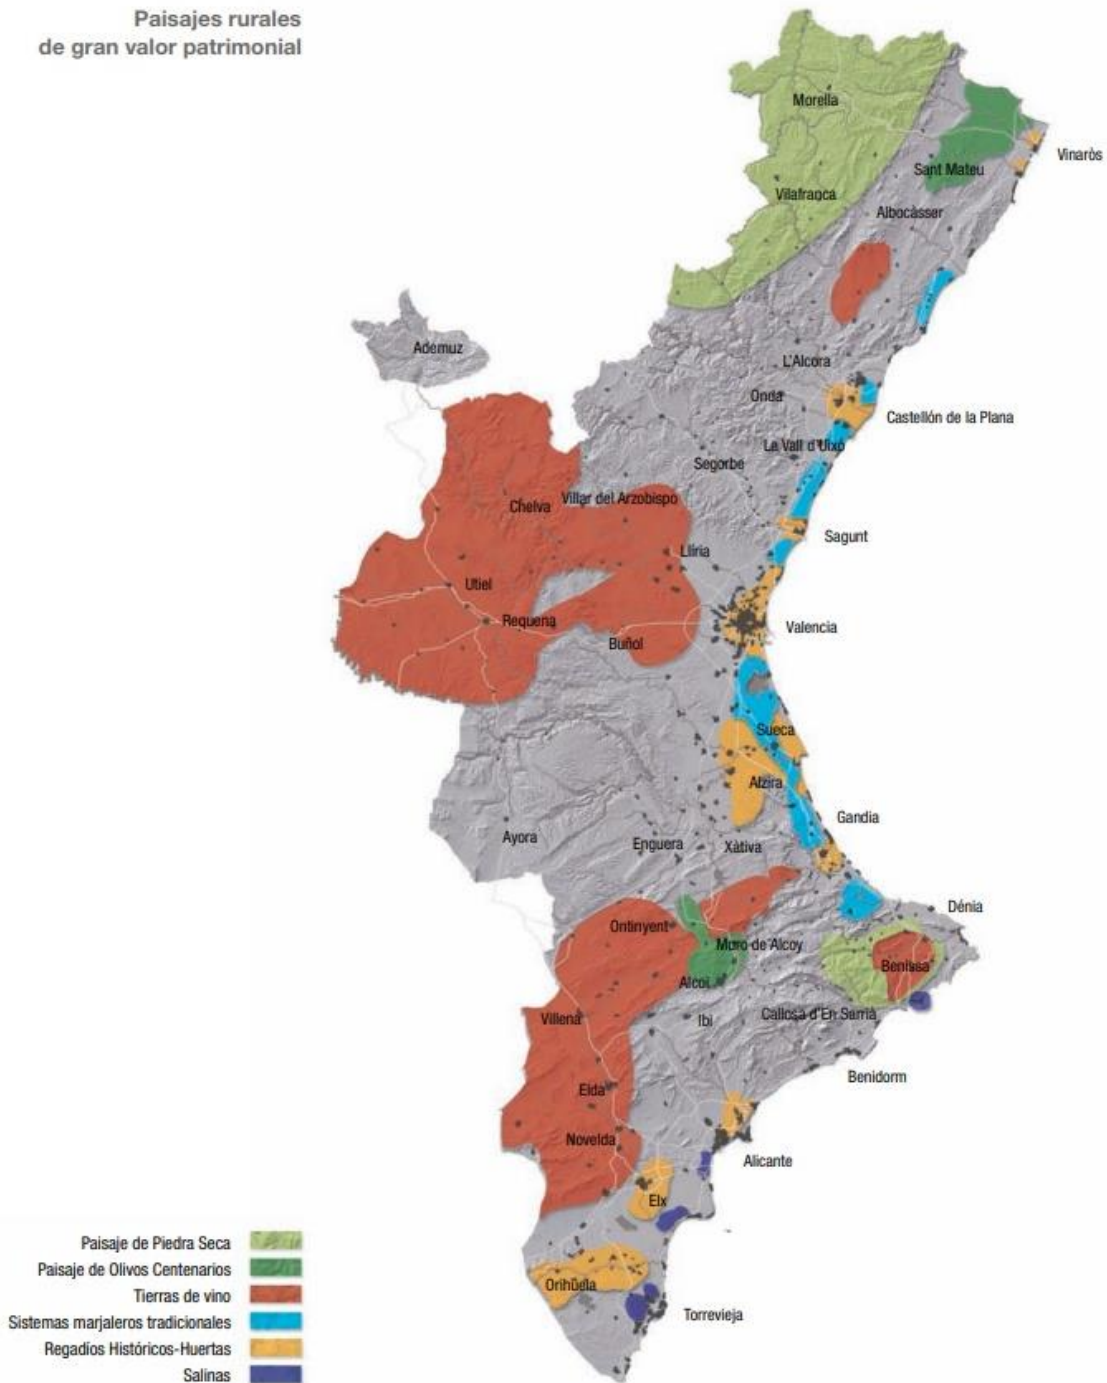 Paisajes rurales
de gran valor patrimonial
Morella
Vinaròs
Sant Mateu
Vilafranca
Albocàsser
Ademuz
L'Alcora
Onda
Castellón de la Plana
La Vall d'Uixó
Segorbe
Chelva
Villar del Arzobispo
Sagunt
Llíria
Utiel
Requena
Valencia
Buñol
Sueca
Alzira
Gandia
Ayora
Enguera
Xàtiva
Dénia
Ontinyent
Muro de Alcoy
Benissa
Alcoi
Villena
Ibi
Callosa d'En Sarrià
Benidorm
Elda
Novelda
Alicante
Elx
Orihuela
Torrevieja
Paisaje de Piedra Seca
Paisaje de Olivos Centenarios
Tierras de vino
Sistemas marjaleros tradicionales
Regadíos Históricos-Huertas
Salinas